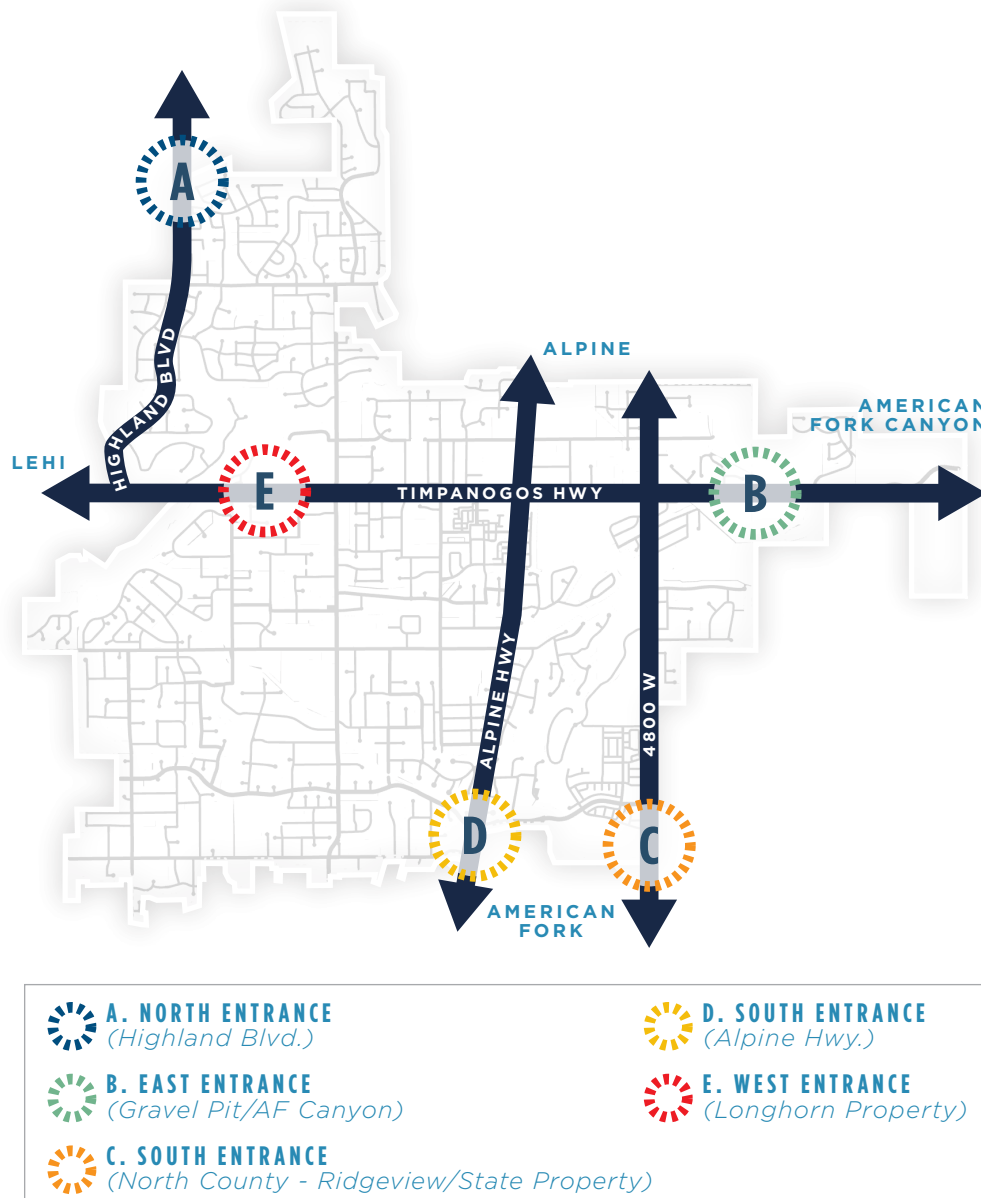 A
HIGHLAND BLVD
ALPINE
AMERICAN
FORK CANYON
LEHI
E
TIMPANOGOS HWY
B
ALPINE HWY
4800 W
D
C
AMERICAN
FORK
A. NORTH ENTRANCE
(Highland Blvd.)
B. EAST ENTRANCE
(Gravel Pit/AF Canyon)
C. SOUTH ENTRANCE
(North County - Ridgeview/State Property)
D. SOUTH ENTRANCE
(Alpine Hwy.)
E. WEST ENTRANCE
(Longhorn Property)